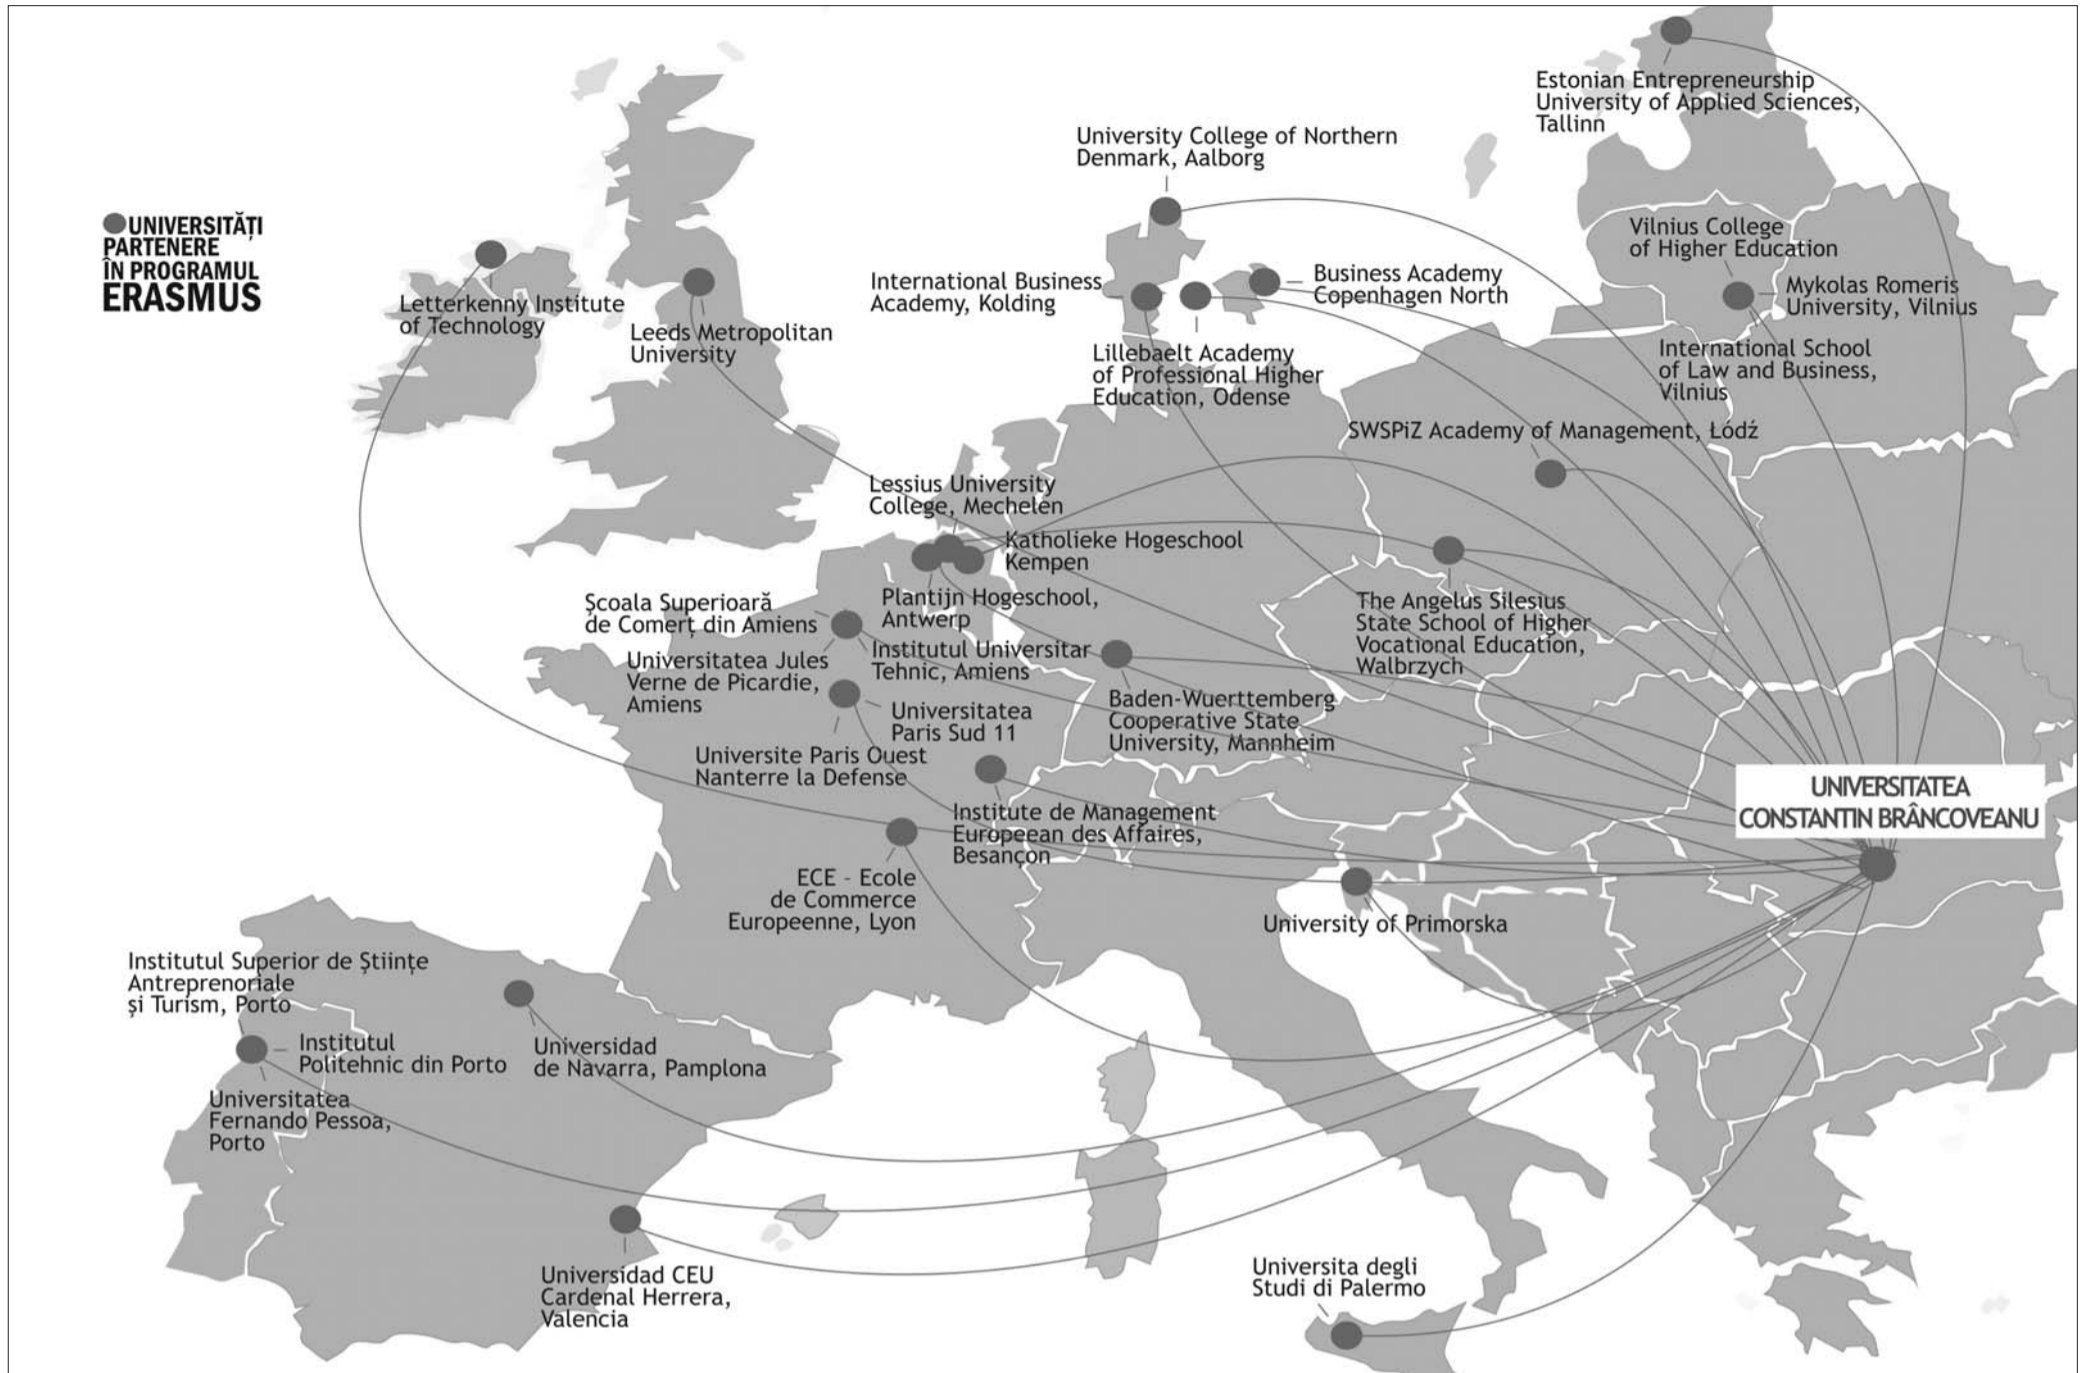 UNIVERSITĂȚI
PARTENERE
ÎN PROGRAMUL
ERASMUS
Estonian Entrepreneurship
University of Applied Sciences,
Tallinn
University College of Northern
Denmark, Aalborg
Vilnius College
of Higher Education
Mykolas Romeris
University, Vilnius
International School
of Law and Business,
Vilnius
International Business
Academy, Kolding
Business Academy
Copenhagen North
Lillebaelt Academy
of Professional Higher
Education, Odense
Letterkenny Institute
of Technology
Leeds Metropolitan
University
SWSPiZ Academy of Management, Łódź
Lessius University
College, Mechelen
Katholieke Hogeschool
Kempen
Plantijn Hogeschool,
Antwerp
Școala Superioară
de Comerț din Amiens
Institutul Universitar
Tehnic, Amiens
Universitatea Jules
Verne de Picardie,
Amiens
The Angelus Silesius
State School of Higher
Vocational Education,
Walbrzych
Baden-Wuerttemberg
Cooperative State
University, Mannheim
Universitatea
Paris Sud 11
Universite Paris Ouest
Nanterre la Defense
Institute de Management
Europeean des Affaires,
Besançon
UNIVERSITATEA
CONSTANTIN BRÂNCOVEANU
ECE - Ecole
de Commerce
Europeenne, Lyon
University of Primorska
Institutul Superior de Științe
Antreprenoriale
și Turism, Porto
Institutul
Politehnic din Porto
Universitatea
Fernando Pessoa,
Porto
Universidad
de Navarra, Pamplona
Universidad CEU
Cardenal Herrera,
Valencia
Universita degli
Studi di Palermo